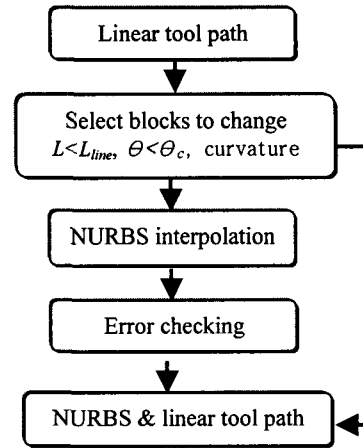 Linear tool path
Select blocks to change
L<L_line, Θ<Θ_c, curvature
NURBS interpolation
Error checking
NURBS & linear tool path